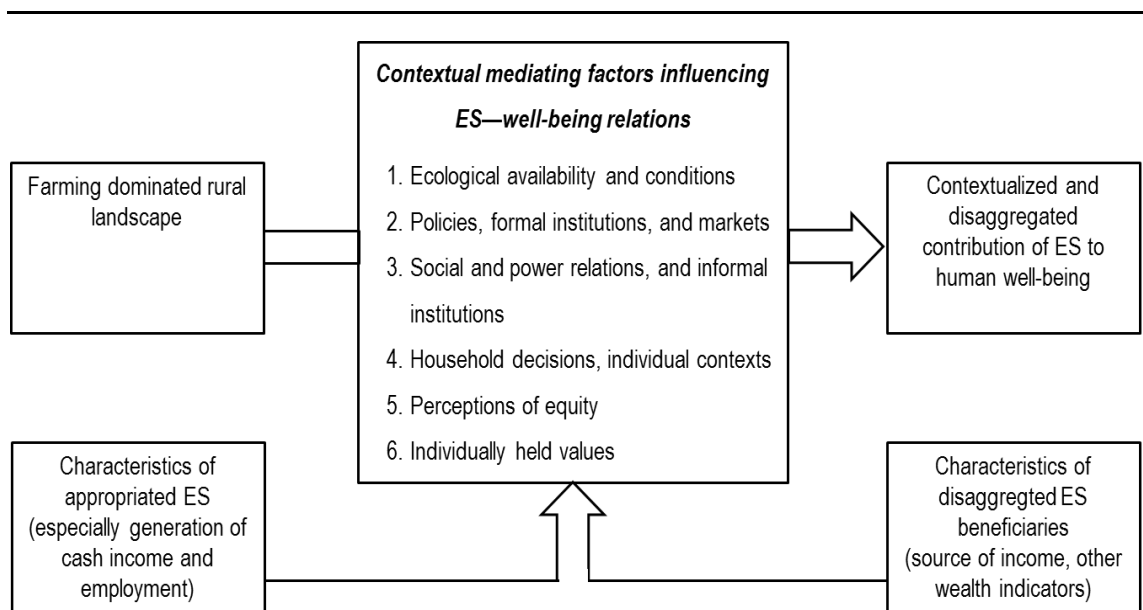 Contextual mediating factors influencing
ES—well-being relations
1. Ecological availability and conditions
2. Policies, formal institutions, and markets
3. Social and power relations, and informal
institutions
4. Household decisions, individual contexts
5. Perceptions of equity
6. Individually held values
Farming dominated rural
landscape
Contextualized and
disaggregated
contribution of ES to
human well-being
Characteristics of
appropriated ES
(especially generation of
cash income and
employment)
Characteristics of
disaggregted ES
beneficiaries
(source of income, other
wealth indicators)